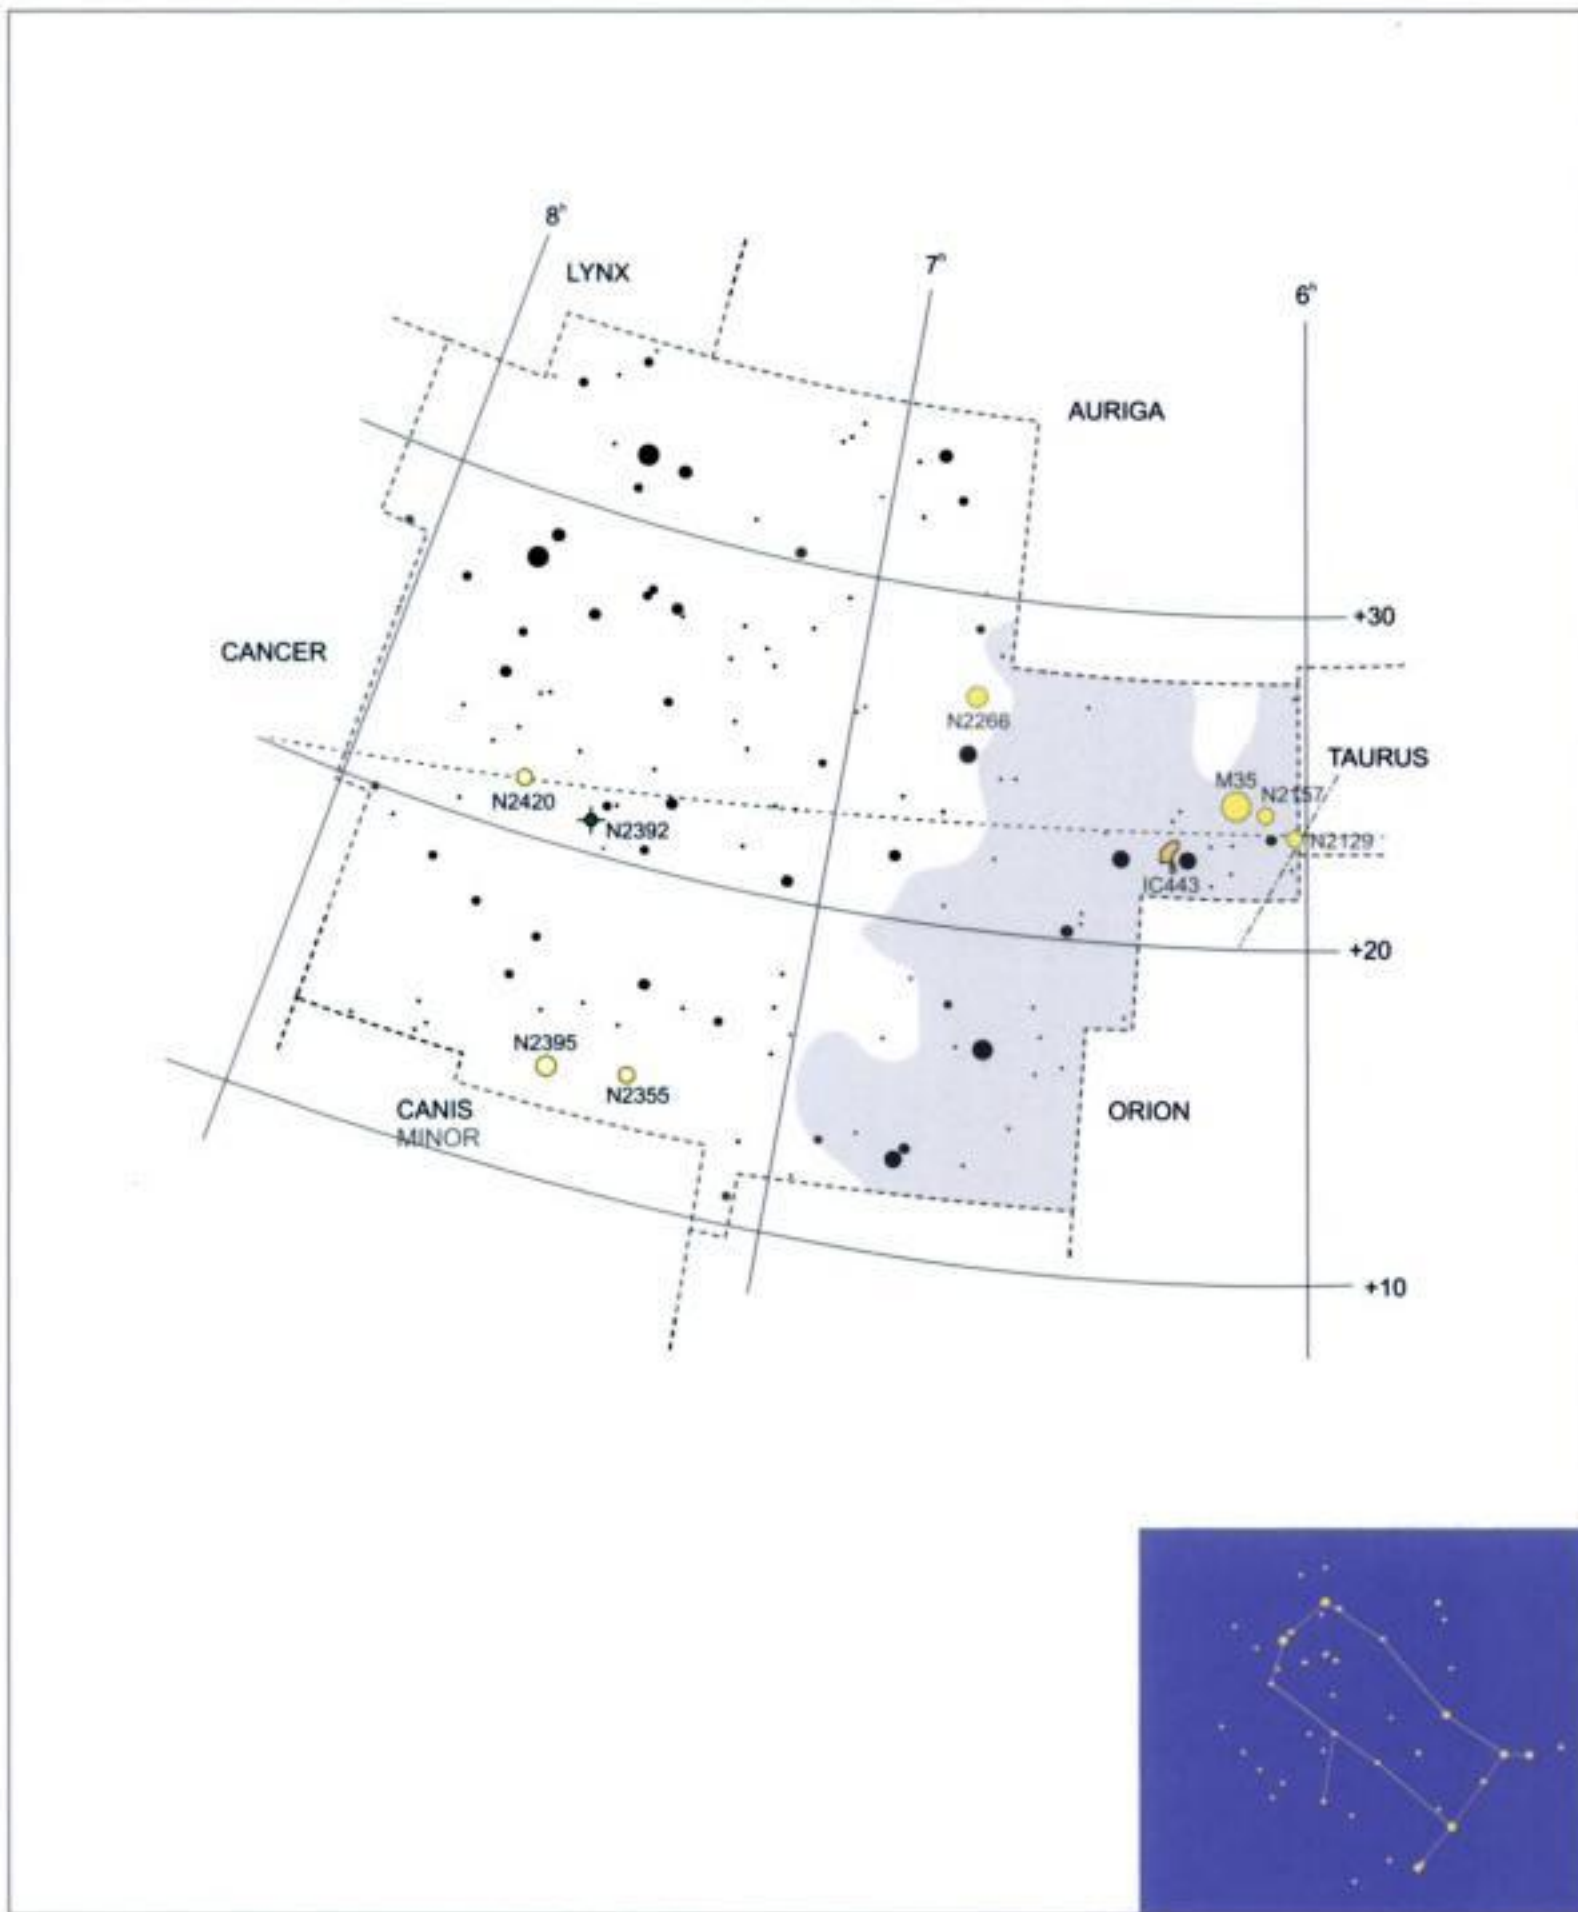 8h
LYNX
7h
6h
AURIGA
+30
CANCER
N2266
TAURUS
M35
N2157
N2420
N2392
N2129
IC443
+20
N2395
N2355
CANIS
MINOR
ORION
+10